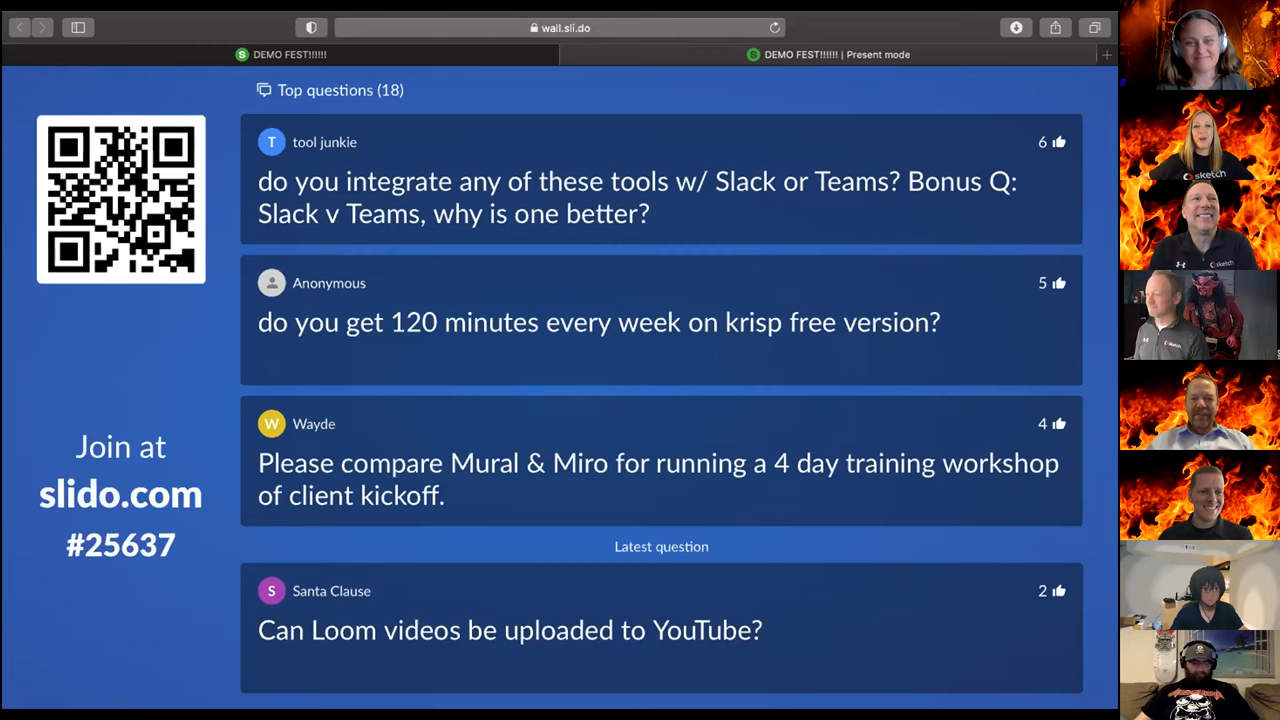 wall.sli.do
DEMO FEST!!!!!!
DEMO FEST!!!!!! | Present mode
Top questions (18)
T tool junkie 6
do you integrate any of these tools w/ Slack or Teams? Bonus Q:
Slack v Teams, why is one better?
Anonymous 5
do you get 120 minutes every week on krisp free version?
W Wayde 4
Please compare Mural & Miro for running a 4 day training workshop
of client kickoff.
Latest question
S Santa Clause 2
Can Loom videos be uploaded to YouTube?
Join at
slido.com
#25637
sketch
sketch
sketch